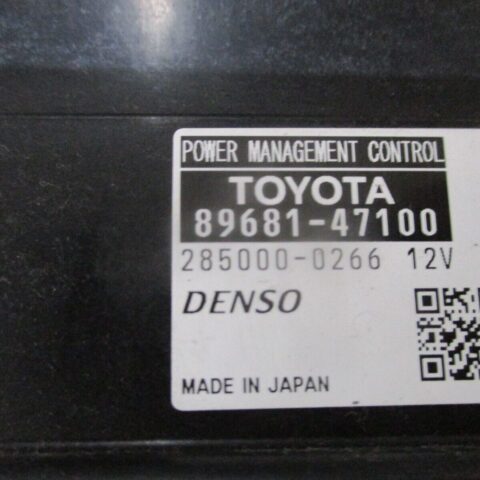 POWER MANAGEMENT CONTROL
TOYOTA
89681-47100
285000-0266 12V
DENSO
MADE IN JAPAN